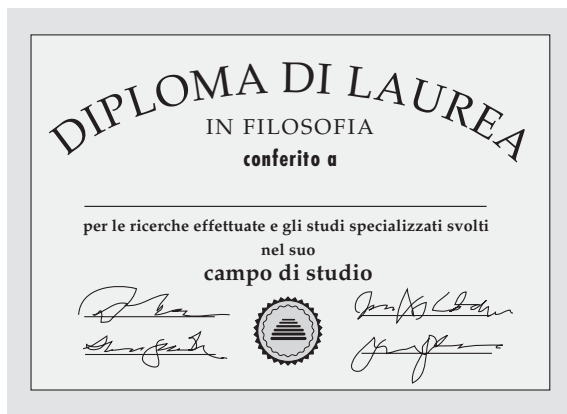 DIPLOMA DI LAUREA
IN FILOSOFIA
conferito a
per le ricerche effettuate e gli studi specializzati svolti
nel suo
campo di studio